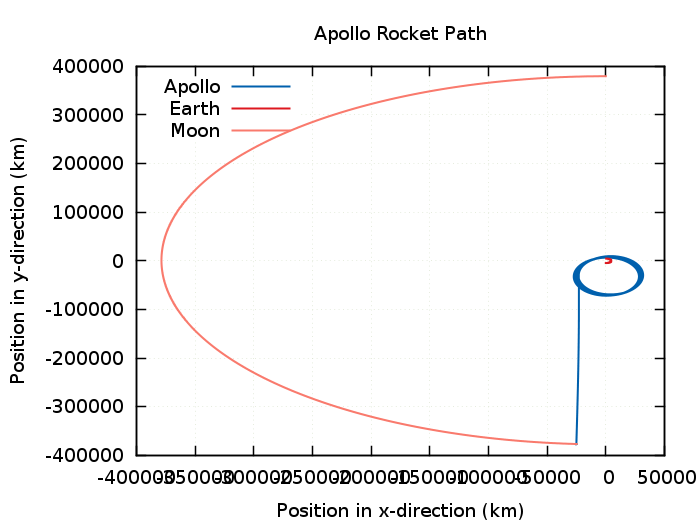 Apollo Rocket Path
400000
300000
200000
100000
0
-100000
-200000
-300000
-400000
Apollo
Earth
Moon
Position in y-direction (km)
-400000 -350000 -300000 -250000 -200000 -150000 -100000 -50000 0 50000
Position in x-direction (km)